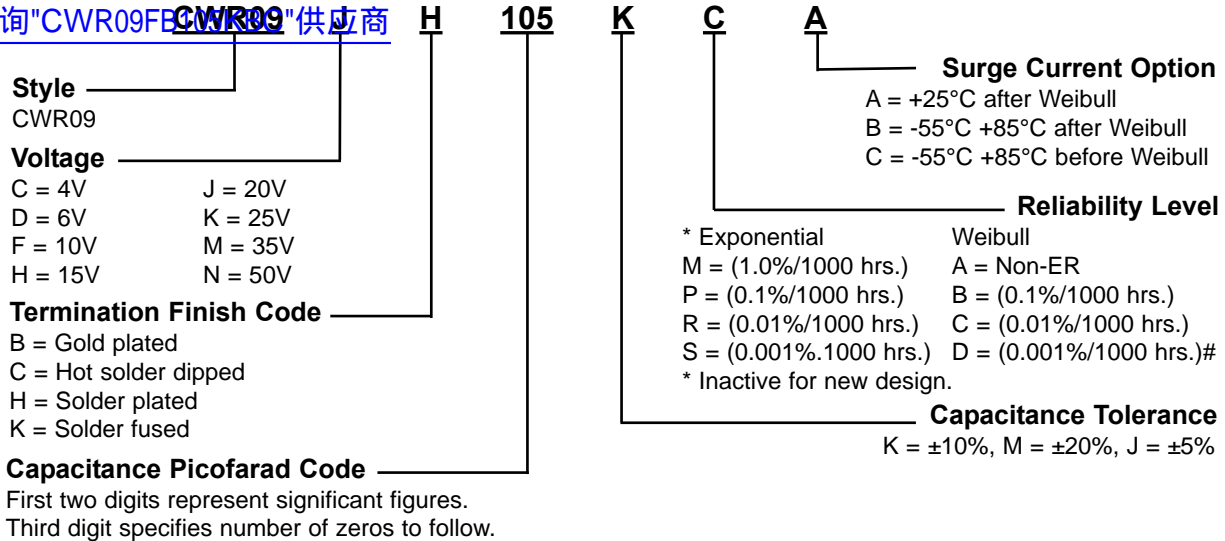 询"CWR09FB105KBC"供应商
CWR09 J H 105 K C A
Style
CWR09
Voltage
C = 4V J = 20V
D = 6V K = 25V
F = 10V M = 35V
H = 15V N = 50V
Termination Finish Code
B = Gold plated
C = Hot solder dipped
H = Solder plated
K = Solder fused
Capacitance Picofarad Code
First two digits represent significant figures.
Third digit specifies number of zeros to follow.
Surge Current Option
A = +25°C after Weibull
B = -55°C +85°C after Weibull
C = -55°C +85°C before Weibull
Reliability Level
* Exponential Weibull
M = (1.0%/1000 hrs.) A = Non-ER
P = (0.1%/1000 hrs.) B = (0.1%/1000 hrs.)
R = (0.01%/1000 hrs.) C = (0.01%/1000 hrs.)
S = (0.001%.1000 hrs.) D = (0.001%/1000 hrs.)#
* Inactive for new design.
Capacitance Tolerance
K = ±10%, M = ±20%, J = ±5%